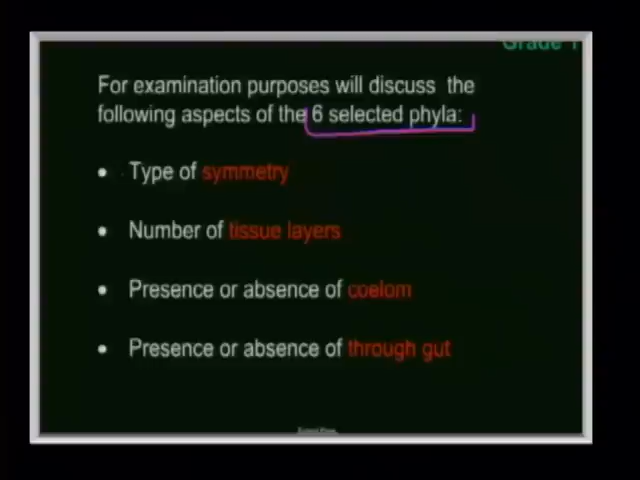 Grade 1
For examination purposes will discuss the
following aspects of the 6 selected phyla:
• Type of symmetry
• Number of tissue layers
• Presence or absence of coelom
• Presence or absence of through gut